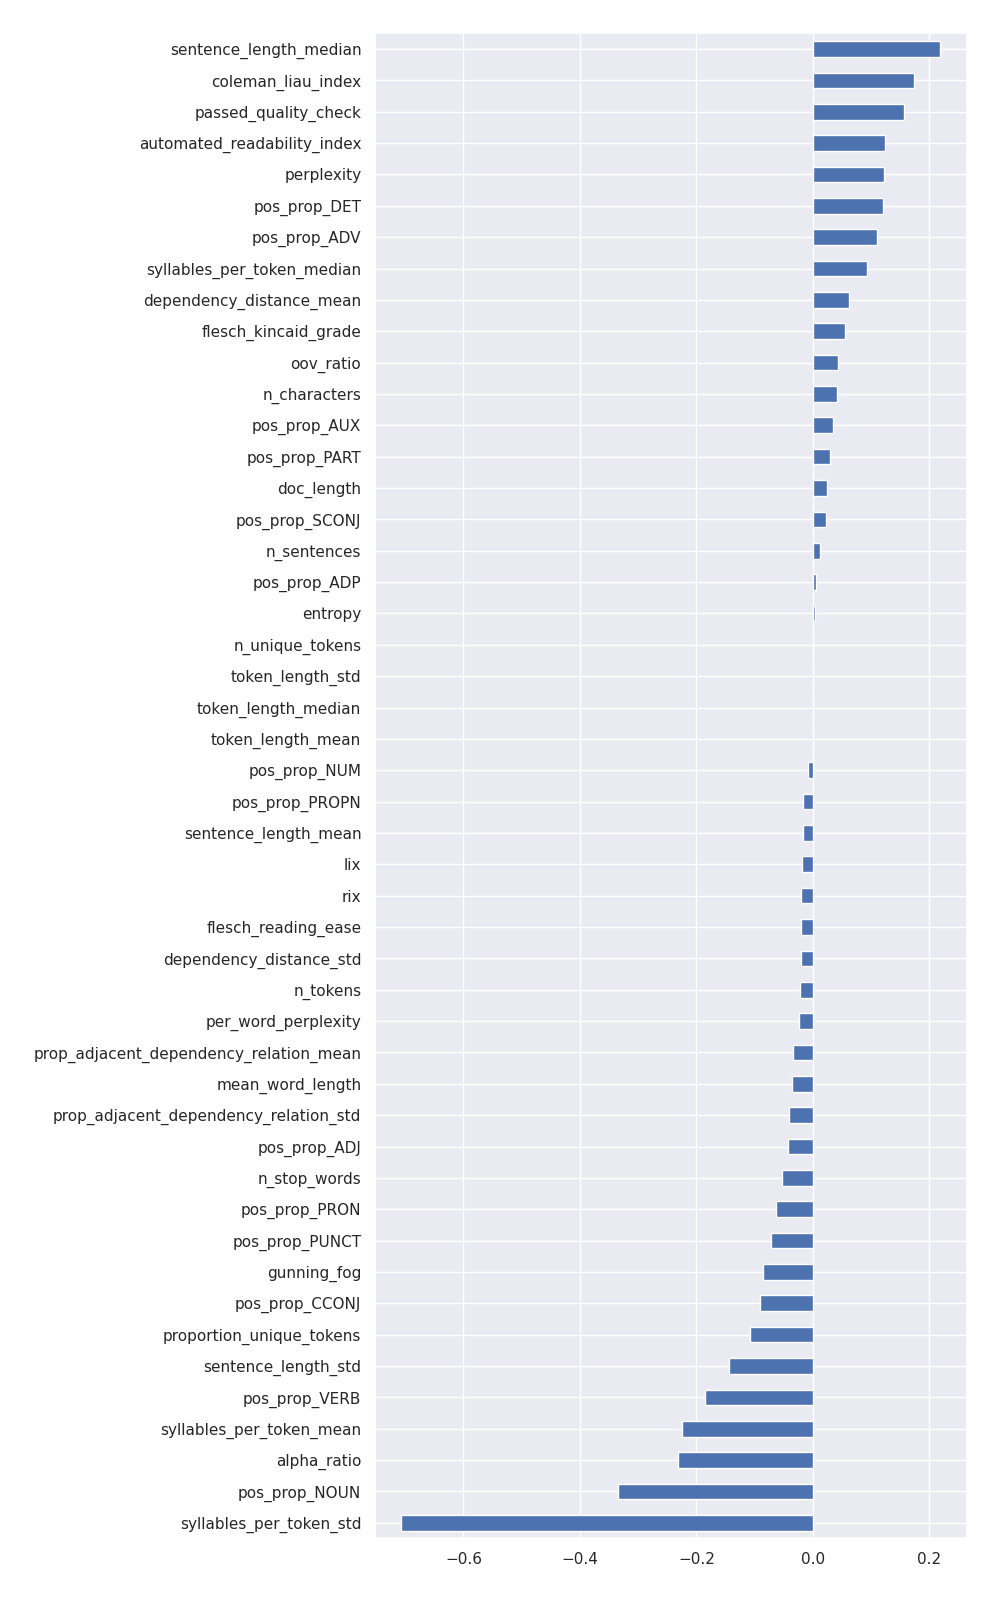 sentence_length_median
coleman_liau_index
passed_quality_check
automated_readability_index
perplexity
pos_prop_DET
pos_prop_ADV
syllables_per_token_median
dependency_distance_mean
flesch_kincaid_grade
oov_ratio
n_characters
pos_prop_AUX
pos_prop_PART
doc_length
pos_prop_SCONJ
n_sentences
pos_prop_ADP
entropy
n_unique_tokens
token_length_std
token_length_median
token_length_mean
pos_prop_NUM
pos_prop_PROPN
sentence_length_mean
lix
rix
flesch_reading_ease
dependency_distance_std
n_tokens
per_word_perplexity
prop_adjacent_dependency_relation_mean
mean_word_length
prop_adjacent_dependency_relation_std
pos_prop_ADJ
n_stop_words
pos_prop_PRON
pos_prop_PUNCT
gunning_fog
pos_prop_CCONJ
proportion_unique_tokens
sentence_length_std
pos_prop_VERB
syllables_per_token_mean
alpha_ratio
pos_prop_NOUN
syllables_per_token_std
−0.6 −0.4 −0.2 0.0 0.2